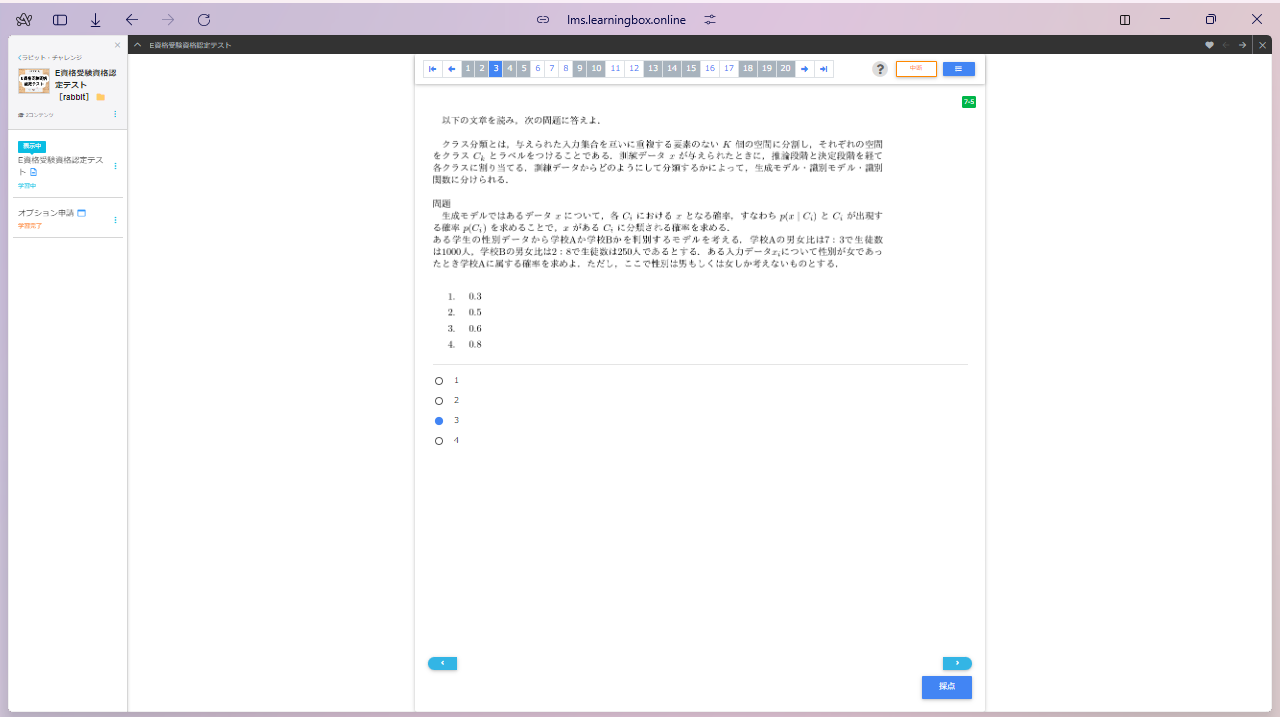 lms.learningbox.online
E資格受験資格認定テスト
くラビット・チャレンジ
E資格受験資格認
定テスト
［rabbit］
2コンテンツ
表示中
E資格受験資格認定テス
ト
学習中
オプション申請
学習完了
1 2 3 4 5 6 7 8 9 10 11 12 13 14 15 16 17 18 19 20
?
中断
7-5
以下の文章を読み，次の問題に答えよ．
クラス分類とは，与えられた入力集合を互いに重複する要素のない K 個の空間に分割し，それぞれの空間
をクラス Ck とラベルをつけることである．訓練データ x が与えられたときに，推論段階と決定段階を経て
各クラスに割り当てる．訓練データからどのようにして分類するかによって，生成モデル・識別モデル・識別
関数に分けられる．
問題
生成モデルではあるデータ x について，各 Ci における x となる確率，すなわち p(x | Ci) と Ci が出現す
る確率 p(Ci) を求めることで，x がある Ci に分類される確率を求める．
ある学生の性別データから学校Aか学校Bかを判別するモデルを考える．学校Aの男女比は7：3で生徒数
は1000人，学校Bの男女比は2：8で生徒数は250人であるとする．ある入力データxiについて性別が女であっ
たとき学校Aに属する確率を求めよ．ただし，ここで性別は男もしくは女しか考えないものとする．
1. 0.3
2. 0.5
3. 0.6
4. 0.8
1
2
3
4
採点